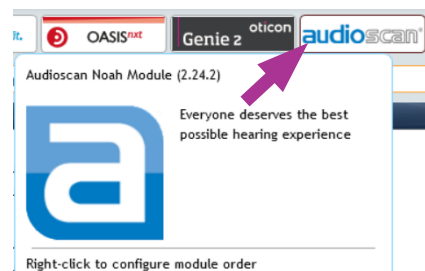 it.
OASISnxt
Genie 2 oticon
audioscan®
Audioscan Noah Module (2.24.2)
Everyone deserves the best
possible hearing experience
a
Right-click to configure module order